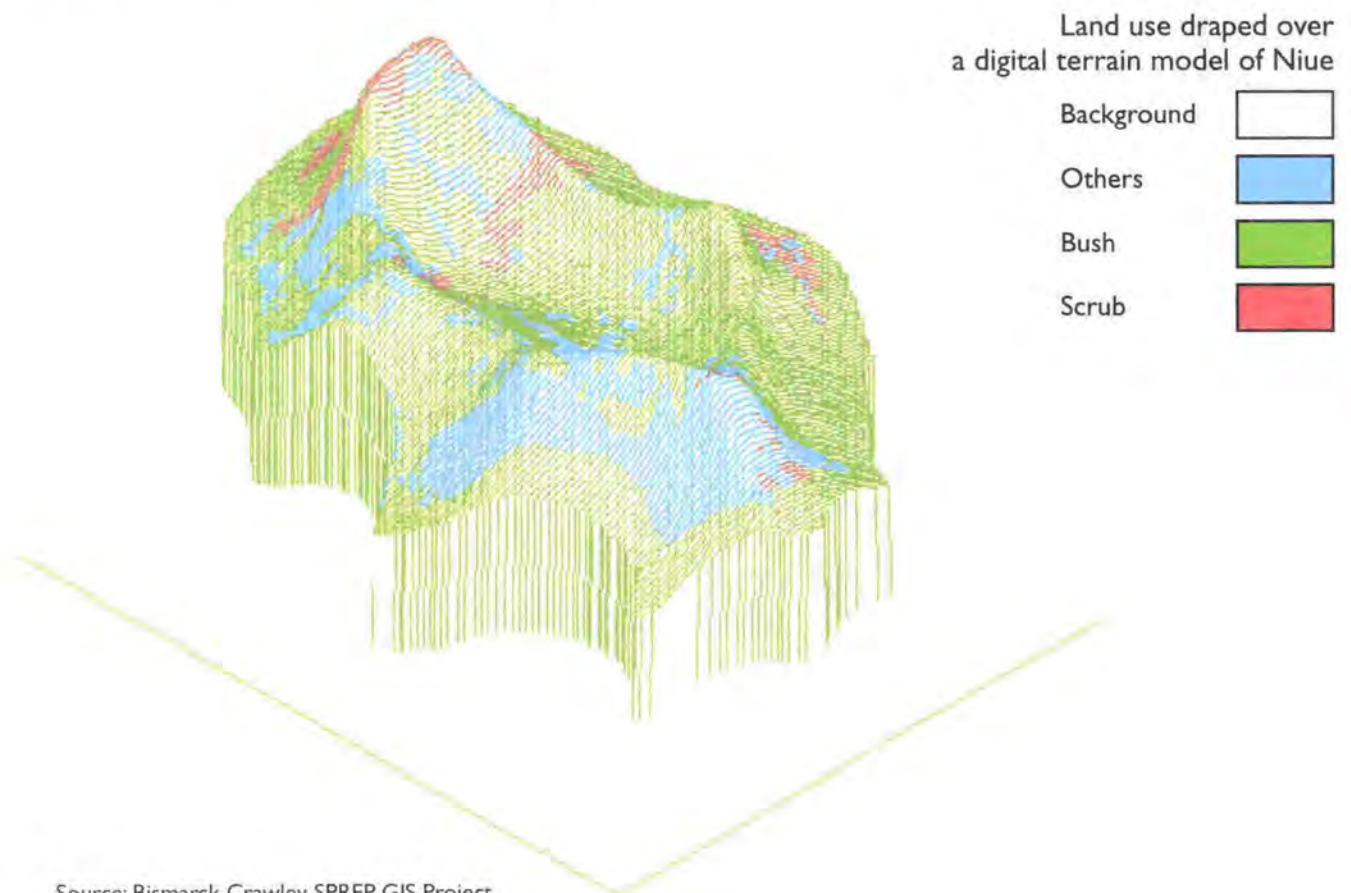 Land use draped over
a digital terrain model of Niue
Background
Others
Bush
Scrub
Source: Bismarck Crawley SPREP GIS Project